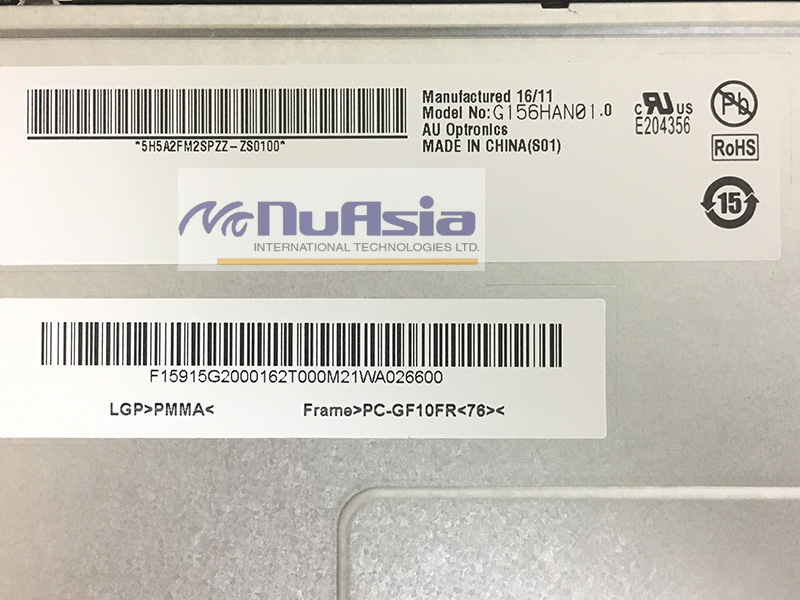 Manufactured 16/11
Model No:G156HAN01.0
AU Optronics
MADE IN CHINA(S01)
*5H5A2FM2SPZZ-ZS0100*
c RU US
E204356
Pb
RoHS
15
NuAsia
INTERNATIONAL TECHNOLOGIES LTD.
F15915G2000162T000M21WA026600
LGP>PMMA<
Frame>PC-GF10FR<76><